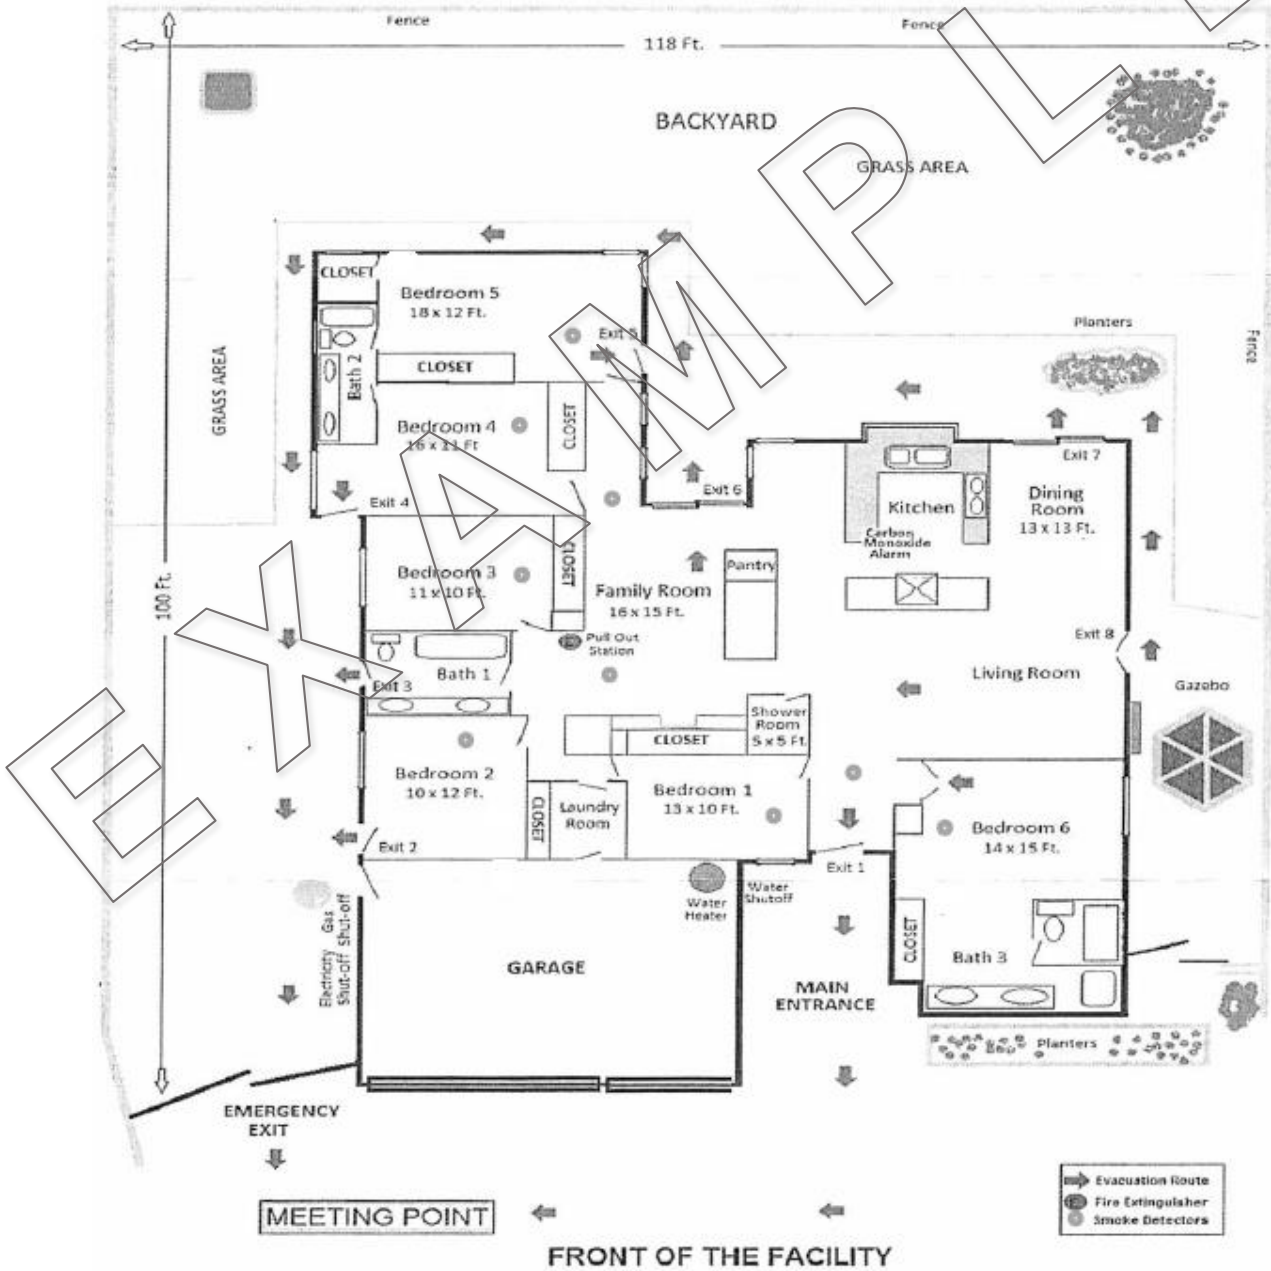 Fence
Fence
118 Ft.
BACKYARD
GRASS AREA
CLOSET
Bedroom 5
18 x 12 Ft.
Exit 5
Planters
Fence
GRASS AREA
Bath 2
CLOSET
Bedroom 4
16 x 11 Ft
CLOSET
Exit 4
Exit 6
Exit 7
Kitchen
Dining
Room
13 x 13 Ft.
Carbon
Monoxide
Alarm
100 Ft.
Bedroom 3
11 x 10 Ft.
CLOSET
Family Room
16 x 15 Ft.
Pantry
Pull Out
Station
Exit 8
Bath 1
Exit 3
Living Room
Gazebo
Shower
Room
5 x 5 Ft.
CLOSET
Bedroom 2
10 x 12 Ft.
CLOSET
Laundry
Room
Bedroom 1
13 x 10 Ft.
Bedroom 6
14 x 15 Ft.
Exit 2
Exit 1
Water
Heater
Water
Shutoff
Gas
Shut-off
Electricity
Shut-off
GARAGE
CLOSET
Bath 3
MAIN
ENTRANCE
Planters
EMERGENCY
EXIT
MEETING POINT
Evacuation Route
Fire Extinguisher
Smoke Detectors
FRONT OF THE FACILITY
EXAMPL